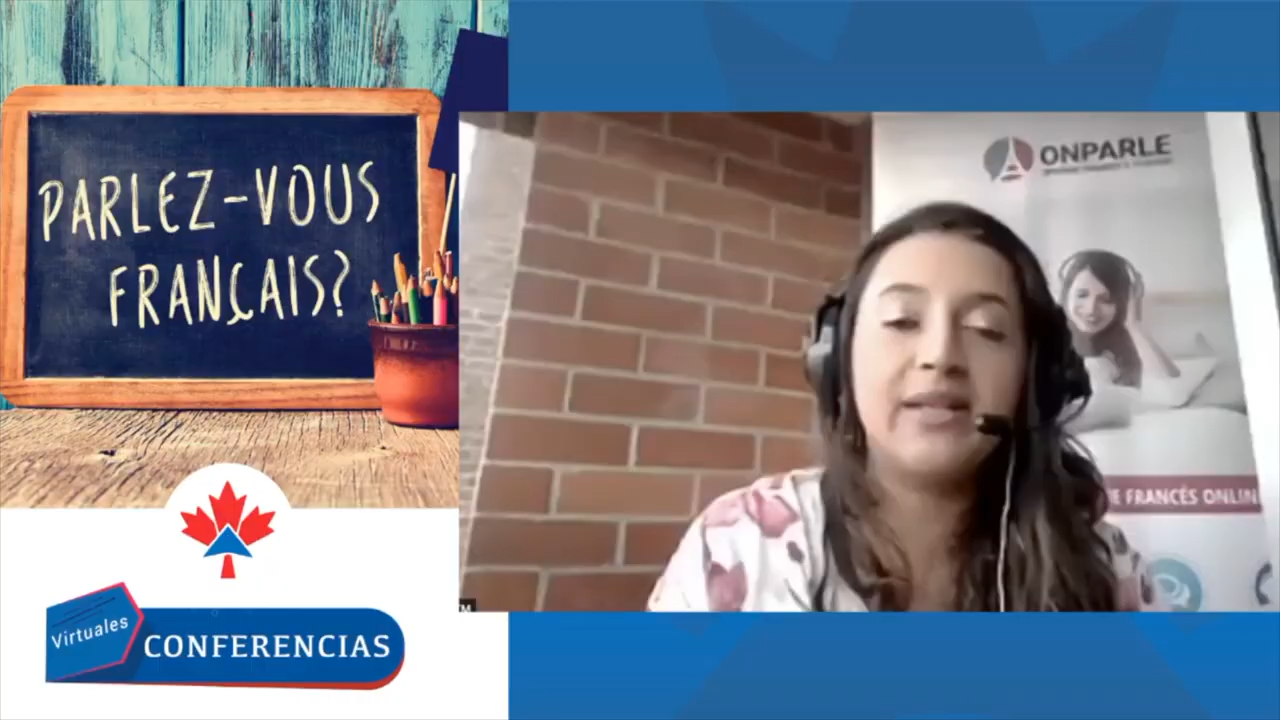 PARLEZ-VOUS
FRANÇAIS?
Virtuales
CONFERENCIAS
ONPARLE
FRANCÉS ONLIN